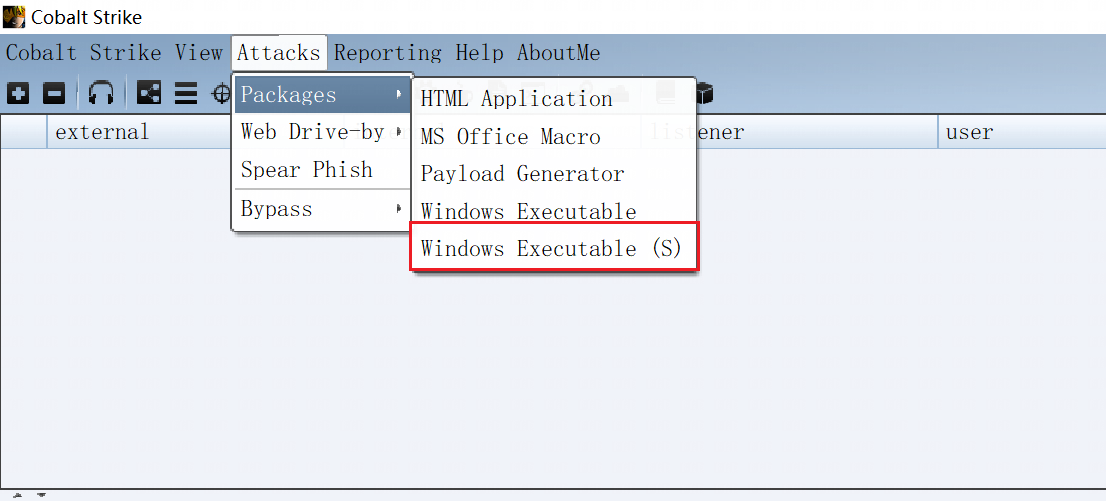 Cobalt Strike
Cobalt Strike View Attacks Reporting Help AboutMe
Packages
Web Drive-by
Spear Phish
Bypass
HTML Application
MS Office Macro
Payload Generator
Windows Executable
Windows Executable (S)
external
user